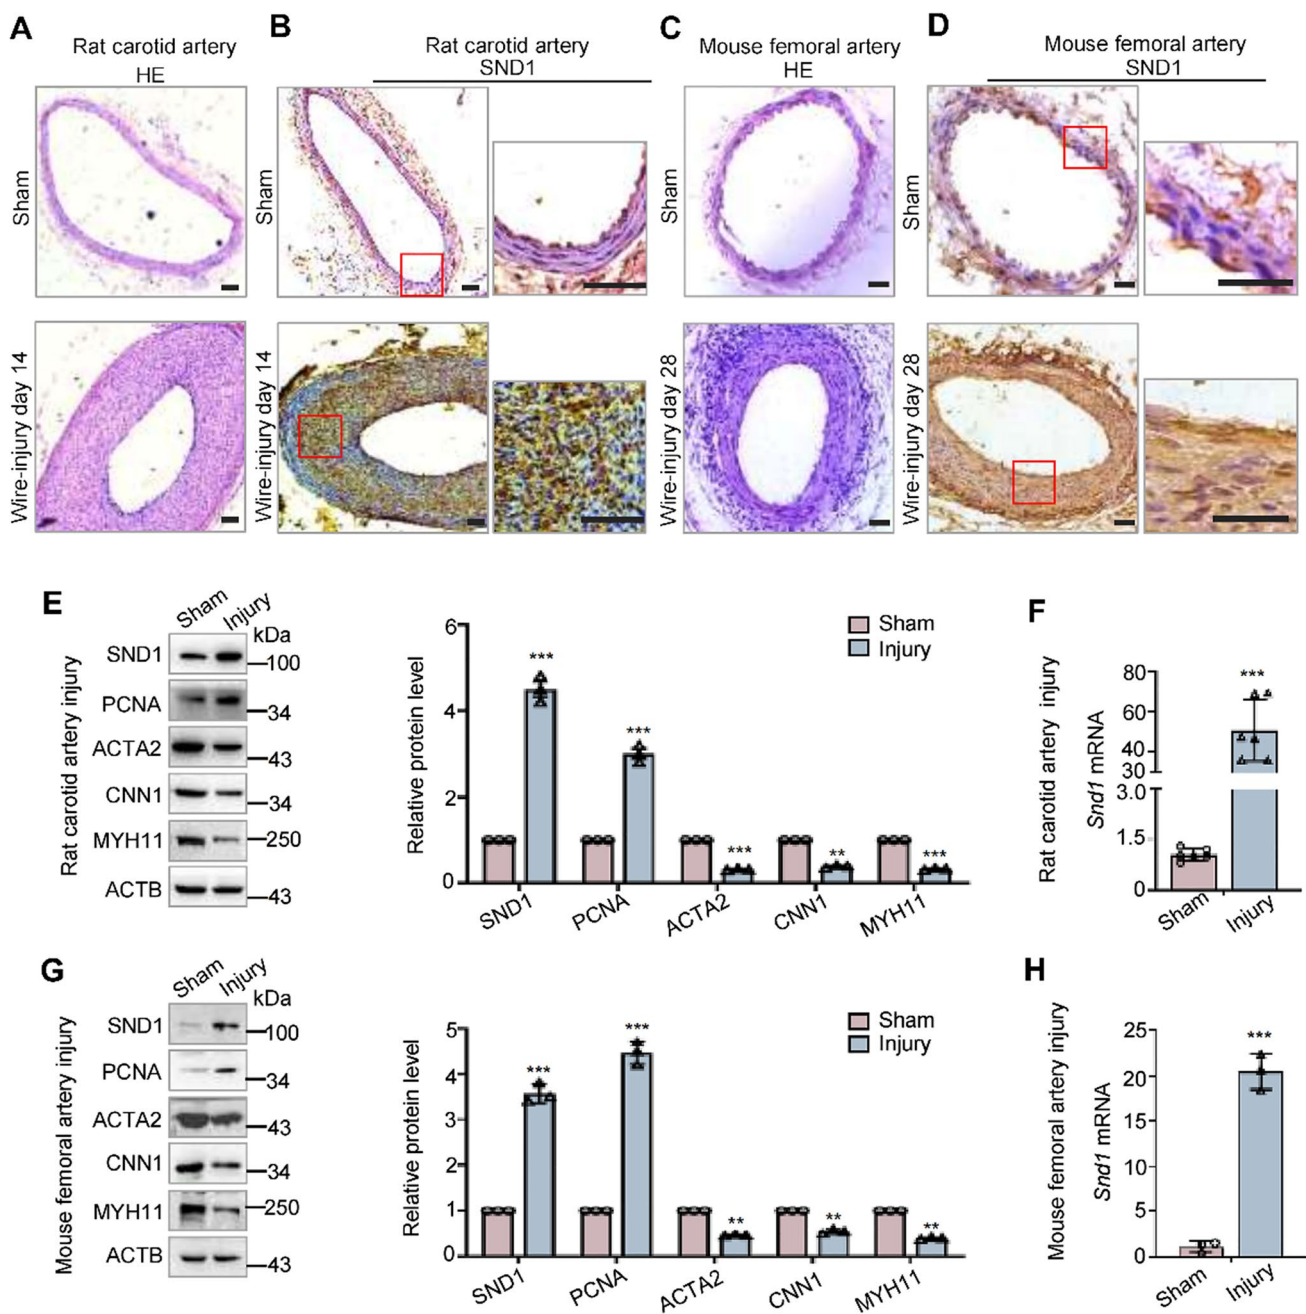 A
Rat carotid artery
HE
B
Rat carotid artery
SND1
C
Mouse femoral artery
HE
D
Mouse femoral artery
SND1
Sham
Sham
Sham
Sham
Wire-injury day 14
Wire-injury day 14
Wire-injury day 28
Wire-injury day 28
E
Rat carotid artery injury
Sham Injury
kDa
SND1 100
PCNA 34
ACTA2 43
CNN1 34
MYH11 250
ACTB 43
Relative protein level
6
4
2
1
0
Sham
Injury
***
***
***
**
***
SND1 PCNA ACTA2 CNN1 MYH11
F
Rat carotid artery injury
Snd1 mRNA
80
60
40
30
3.0
1.5
0
***
Sham Injury
G
Mouse femoral artery injury
Sham Injury
kDa
SND1 100
PCNA 34
ACTA2 43
CNN1 34
MYH11 250
ACTB 43
Relative protein level
5
4
3
2
1
0
Sham
Injury
***
***
**
**
**
SND1 PCNA ACTA2 CNN1 MYH11
H
Mouse femoral artery injury
Snd1 mRNA
25
20
15
10
5
0
***
Sham Injury